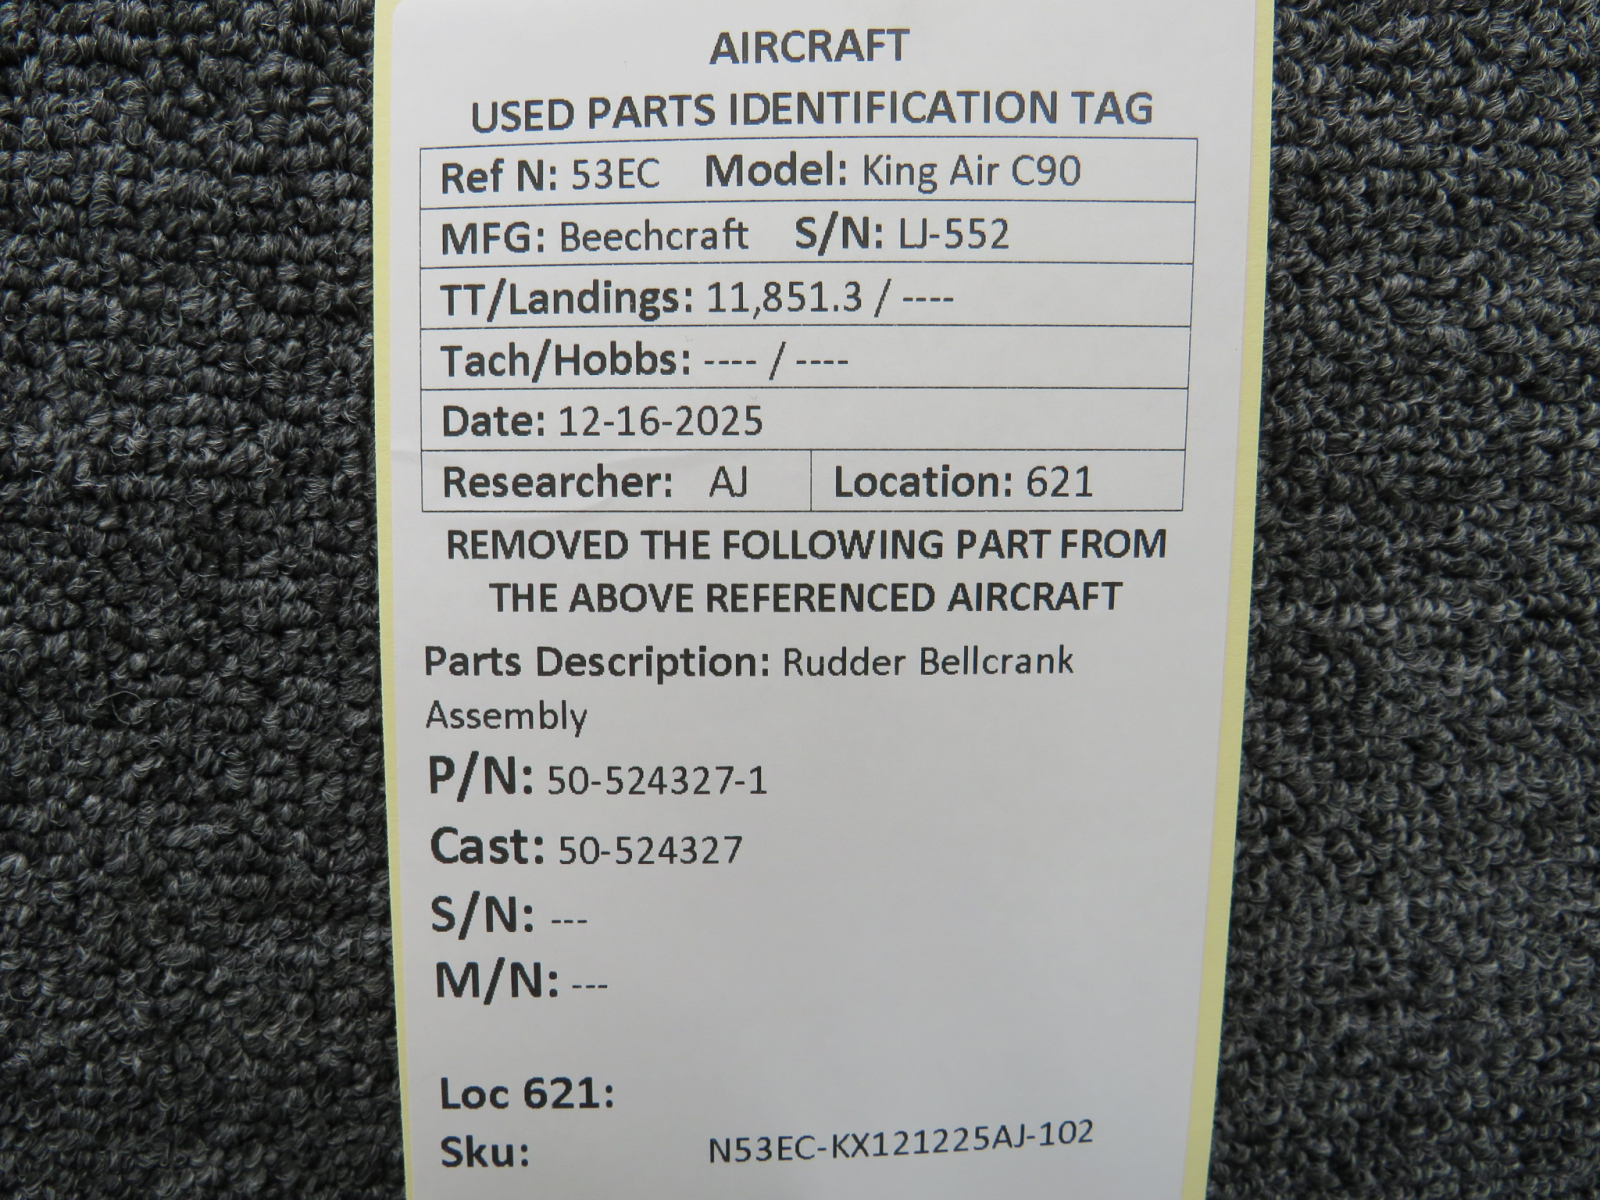 AIRCRAFT
USED PARTS IDENTIFICATION TAG
Ref N: 53EC Model: King Air C90
MFG: Beechcraft S/N: LJ-552
TT/Landings: 11,851.3 / ----
Tach/Hobbs: ---- / ----
Date: 12-16-2025
Researcher: AJ Location: 621
REMOVED THE FOLLOWING PART FROM
THE ABOVE REFERENCED AIRCRAFT
Parts Description: Rudder Bellcrank
Assembly
P/N: 50-524327-1
Cast: 50-524327
S/N: ---
M/N: ---
Loc 621:
Sku: N53EC-KX121225AJ-102